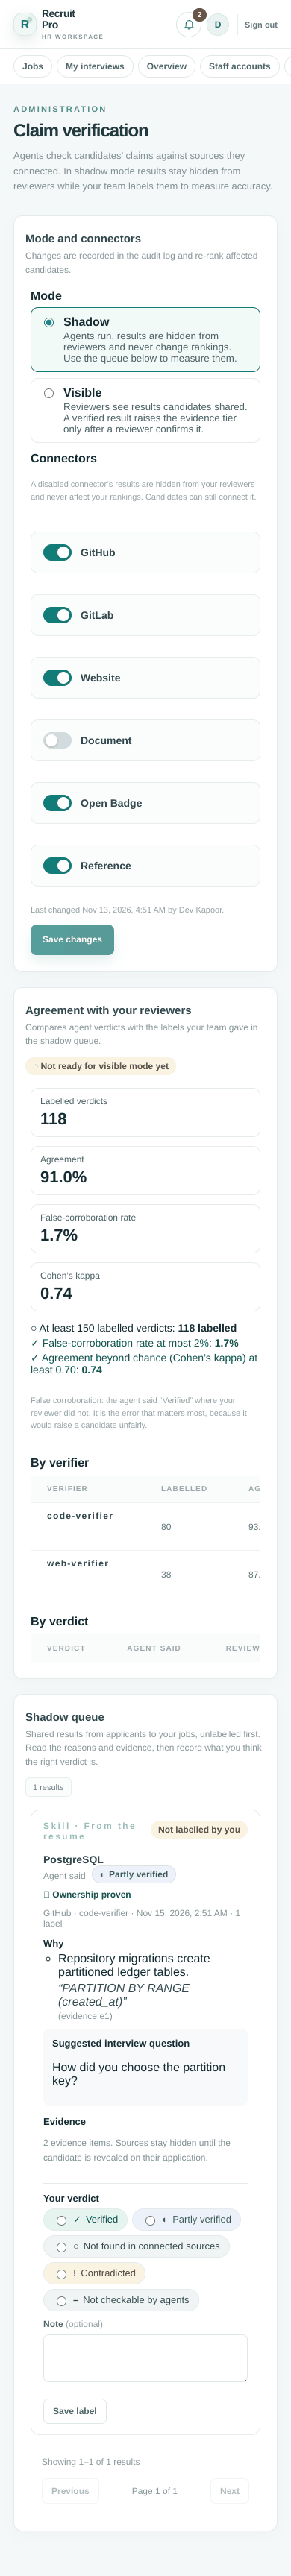 R
Recruit
Pro
HR WORKSPACE
2
D
Sign out
Jobs
My interviews
Overview
Staff accounts
ADMINISTRATION
Claim verification
Agents check candidates' claims against sources they
connected. In shadow mode results stay hidden from
reviewers while your team labels them to measure accuracy.
Mode and connectors
Changes are recorded in the audit log and re-rank affected
candidates.
Mode
Shadow
Agents run, results are hidden from
reviewers and never change rankings.
Use the queue below to measure them.
Visible
Reviewers see results candidates shared.
A verified result raises the evidence tier
only after a reviewer confirms it.
Connectors
A disabled connector's results are hidden from your reviewers
and never affect your rankings. Candidates can still connect it.
GitHub
GitLab
Website
Document
Open Badge
Reference
Last changed Nov 13, 2026, 4:51 AM by Dev Kapoor.
Save changes
Agreement with your reviewers
Compares agent verdicts with the labels your team gave in
the shadow queue.
○ Not ready for visible mode yet
Labelled verdicts
118
Agreement
91.0%
False-corroboration rate
1.7%
Cohen's kappa
0.74
○ At least 150 labelled verdicts: 118 labelled
✓ False-corroboration rate at most 2%: 1.7%
✓ Agreement beyond chance (Cohen's kappa) at
least 0.70: 0.74
False corroboration: the agent said "Verified" where your
reviewer did not. It is the error that matters most, because it
would raise a candidate unfairly.
By verifier
VERIFIER LABELLED AG
code-verifier
80 93.
web-verifier
38 87.
By verdict
VERDICT AGENT SAID REVIEW
Shadow queue
Shared results from applicants to your jobs, unlabelled first.
Read the reasons and evidence, then record what you think
the right verdict is.
1 results
Skill · From the
resume
Not labelled by you
PostgreSQL
Agent said Partly verified
Ownership proven
GitHub · code-verifier · Nov 15, 2026, 2:51 AM · 1
label
Why
Repository migrations create
partitioned ledger tables.
“PARTITION BY RANGE
(created_at)”
(evidence e1)
Suggested interview question
How did you choose the partition
key?
Evidence
2 evidence items. Sources stay hidden until the
candidate is revealed on their application.
Your verdict
✓ Verified
Partly verified
○ Not found in connected sources
! Contradicted
– Not checkable by agents
Note (optional)
Save label
Showing 1–1 of 1 results
Previous
Page 1 of 1
Next